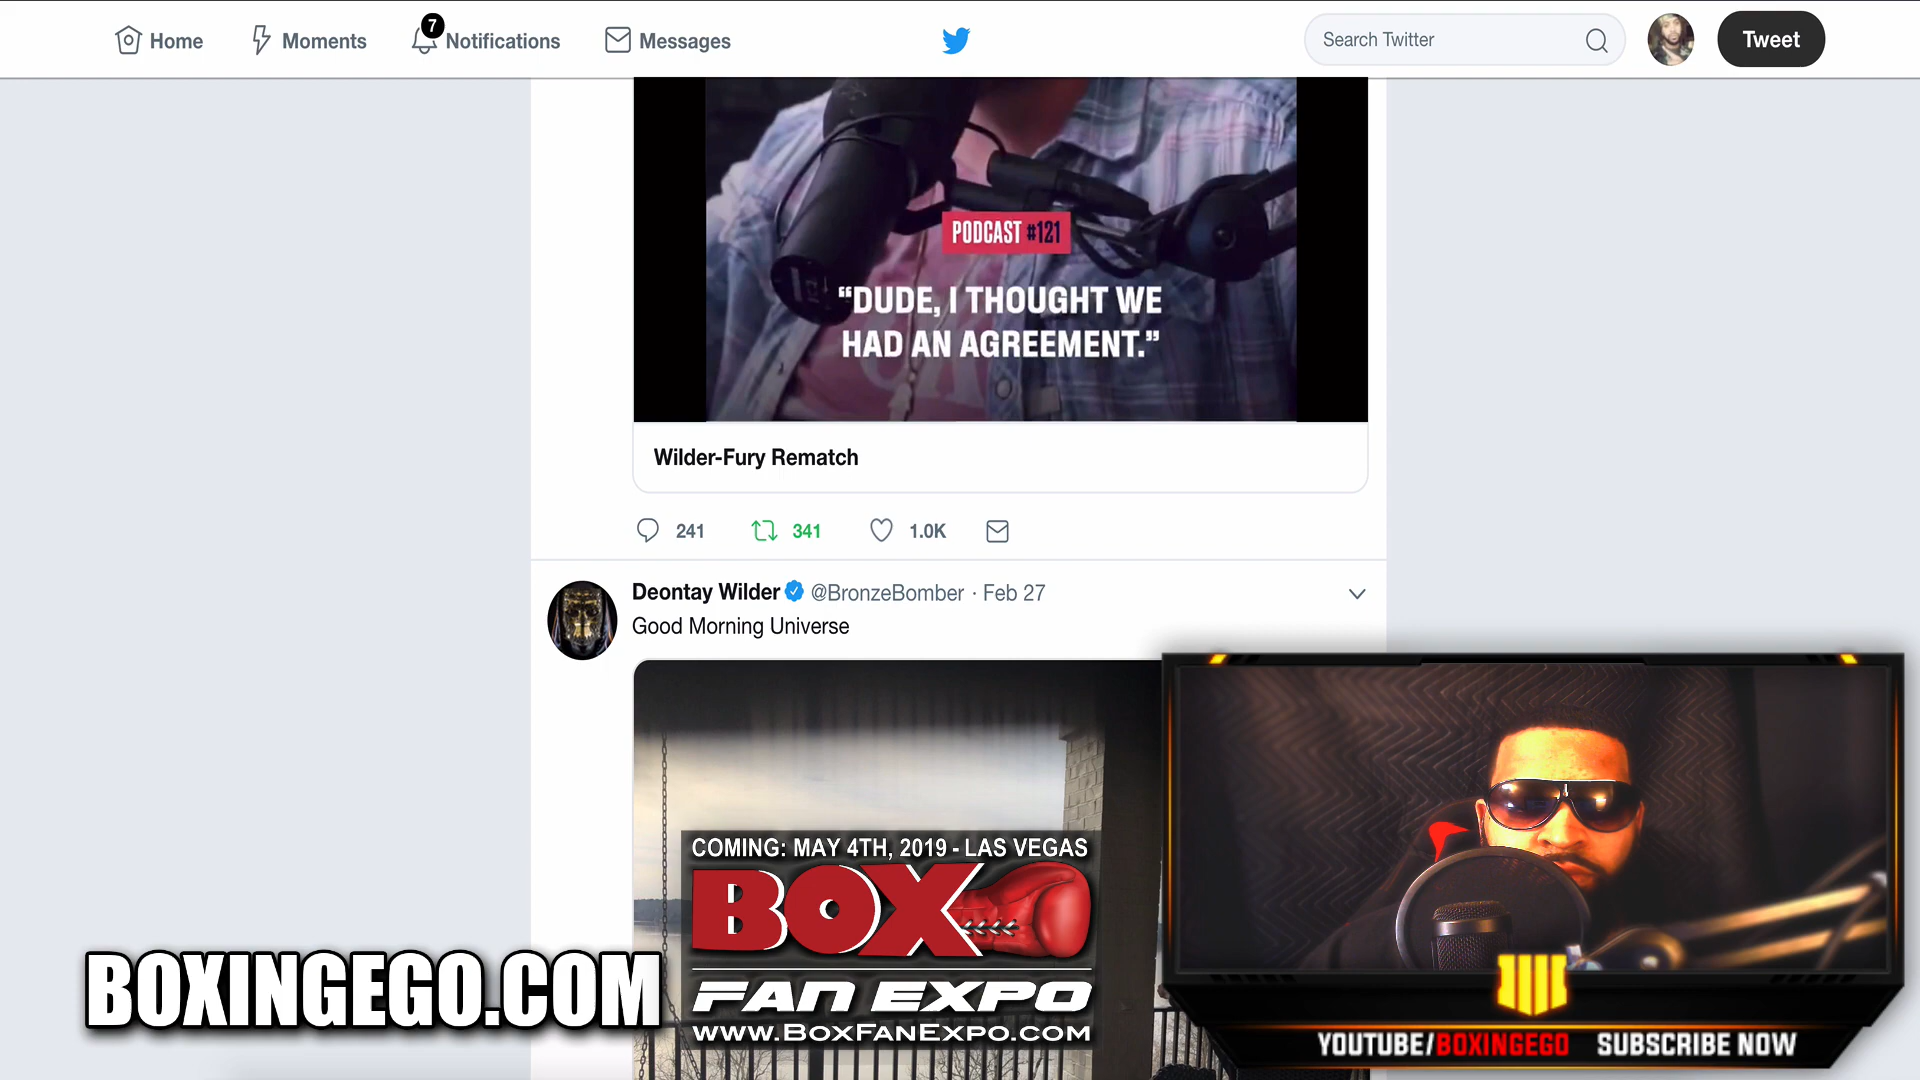 Home
Moments
7
Notifications
Messages
Search Twitter
Tweet
PODCAST #121
“DUDE, I THOUGHT WE
HAD AN AGREEMENT.”
Wilder-Fury Rematch
241
341
1.0K
Deontay Wilder @BronzeBomber · Feb 27
Good Morning Universe
COMING: MAY 4TH, 2019 - LAS VEGAS
BOX
FAN EXPO
WWW.BOXFANEXPO.COM
BOXINGEGO.COM
YOUTUBE/BOXINGEGO SUBSCRIBE NOW